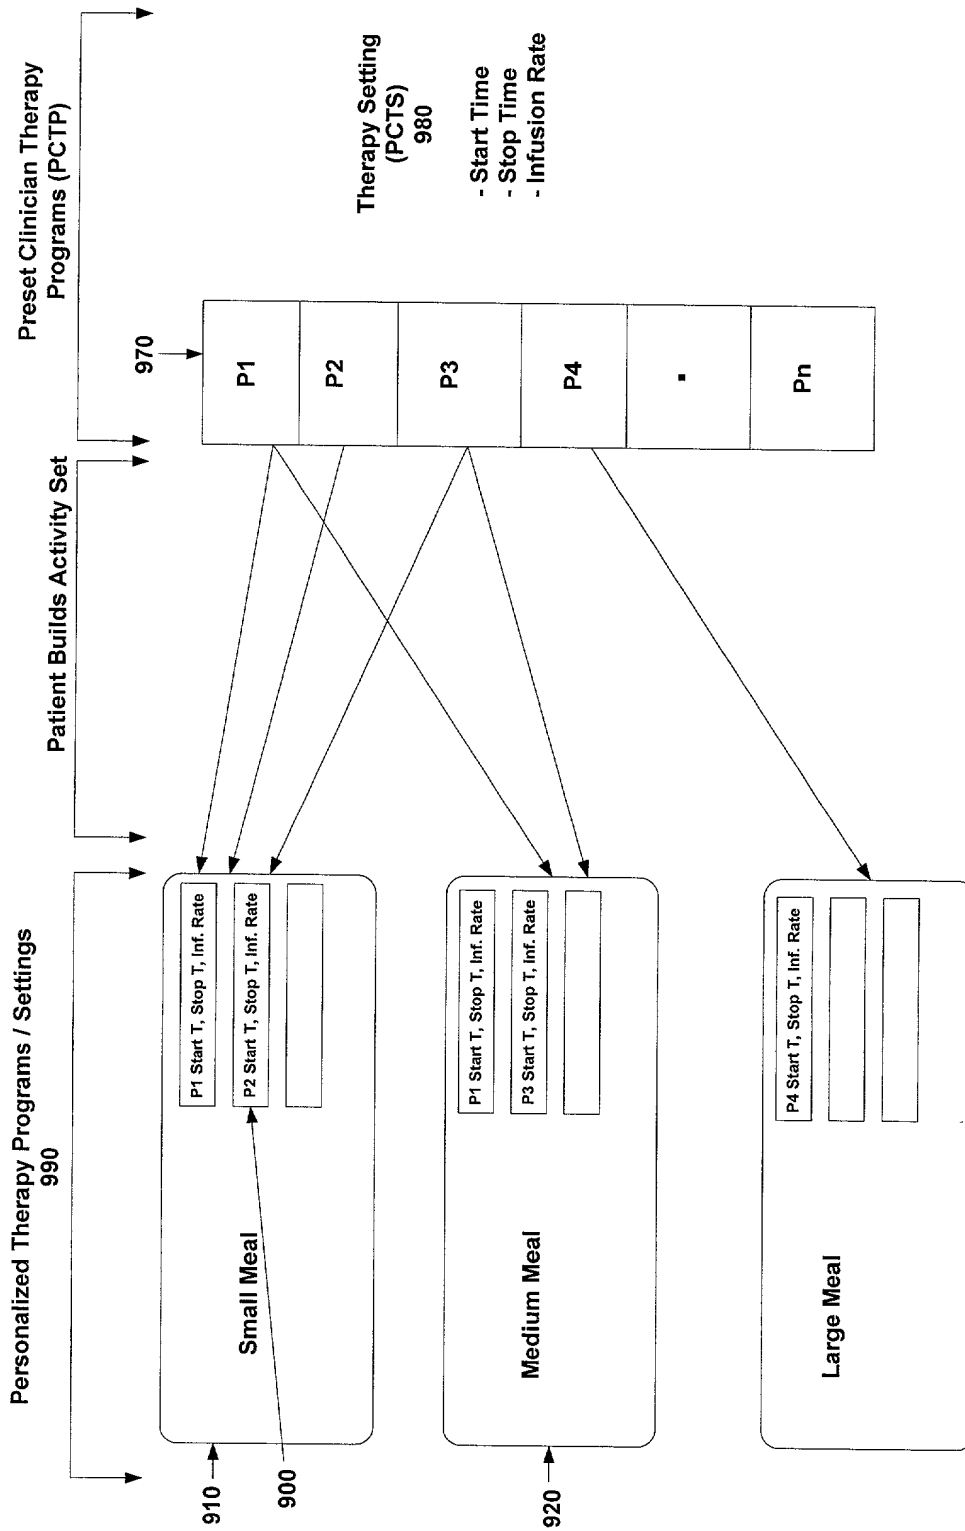 Personalized Therapy Programs / Settings
990
Patient Builds Activity Set
Preset Clinician Therapy
Programs (PCTP)
910
900
Small Meal
P1 Start T, Stop T, Inf. Rate
P2 Start T, Stop T, Inf. Rate
920
Medium Meal
P1 Start T, Stop T, Inf. Rate
P3 Start T, Stop T, Inf. Rate
Large Meal
P4 Start T, Stop T, Inf. Rate
970
P1
P2
P3
P4
.
Pn
Therapy Setting
(PCTS)
980
- Start Time
- Stop Time
- Infusion Rate